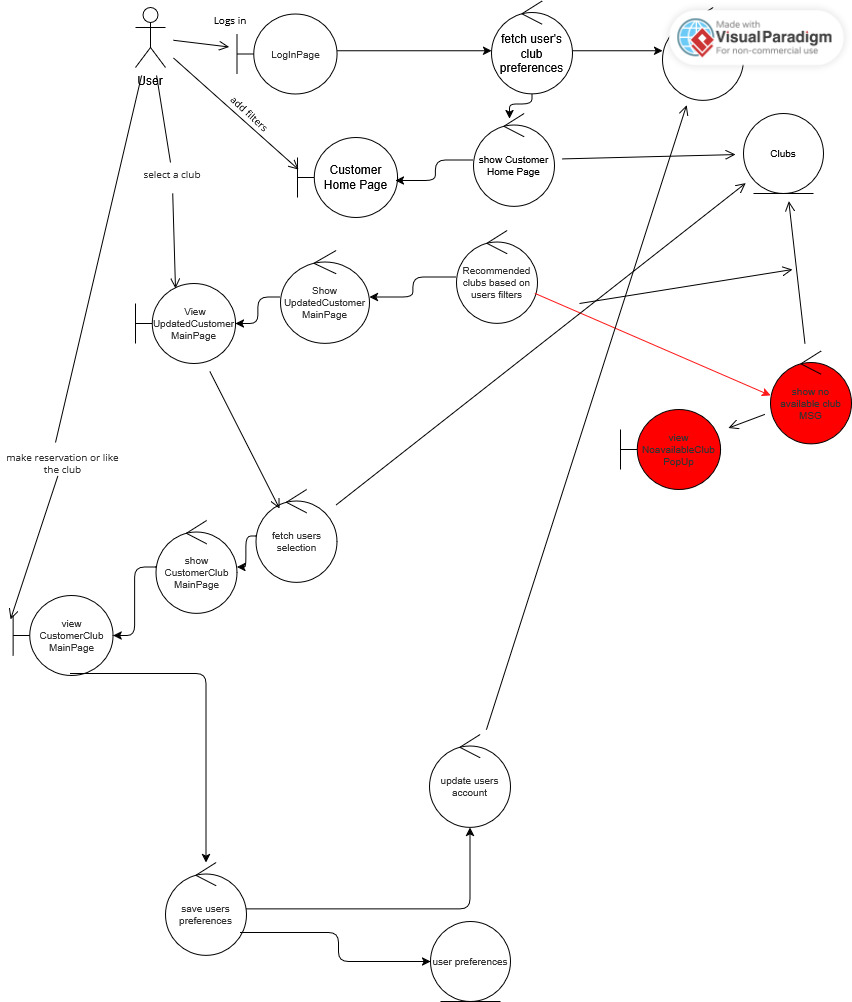 Logs in
LogInPage
fetch user's
club
preferences
Made with
VisualParadigm
For non-commercial use
User
add filters
Customer
Home Page
show Customer
Home Page
Clubs
select a club
View
UpdatedCustomer
MainPage
Show
UpdatedCustomer
MainPage
Recommended
clubs based on
users filters
show no
available club
MSG
view
NoavailableClub
PopUp
make reservation or like
the club
fetch users
selection
show
CustomerClub
MainPage
view
CustomerClub
MainPage
update users
account
save users
preferences
user preferences